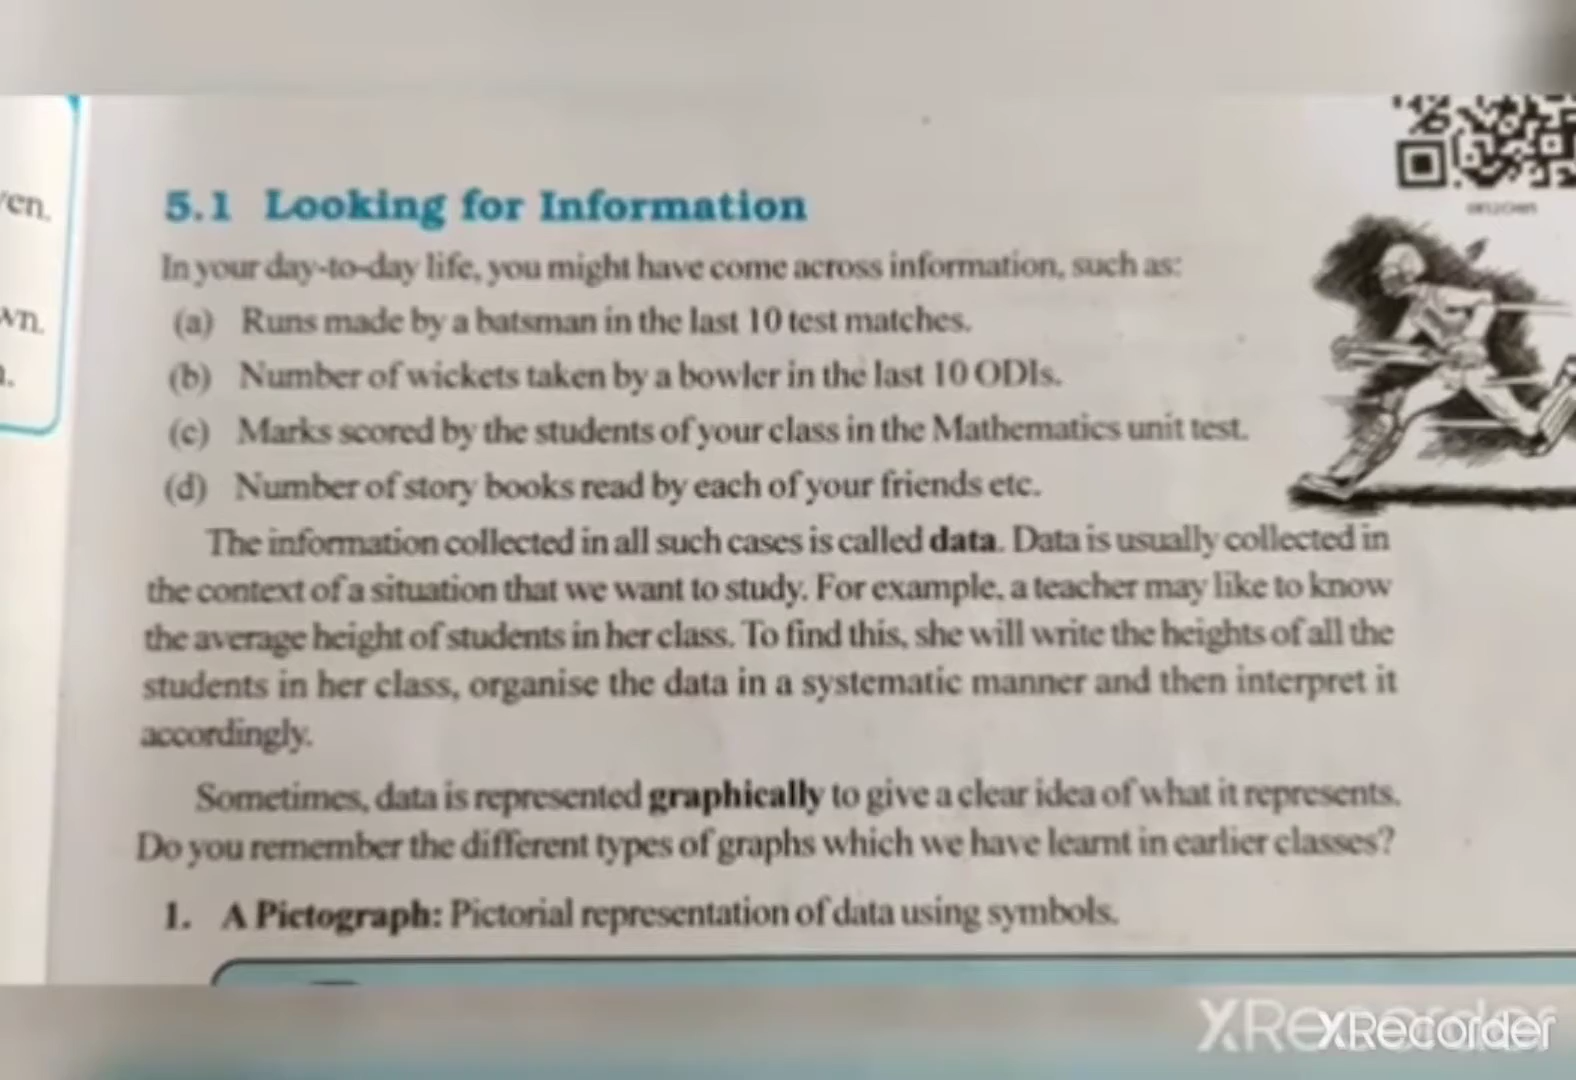 en.
wn.
5.1 Looking for Information
In your day-to-day life, you might have come across information, such as:
(a) Runs made by a batsman in the last 10 test matches.
(b) Number of wickets taken by a bowler in the last 10 ODIs.
(c) Marks scored by the students of your class in the Mathematics unit test.
(d) Number of story books read by each of your friends etc.
The information collected in all such cases is called data. Data is usually collected in
the context of a situation that we want to study. For example, a teacher may like to know
the average height of students in her class. To find this, she will write the heights of all the
students in her class, organise the data in a systematic manner and then interpret it
accordingly.
Sometimes, data is represented graphically to give a clear idea of what it represents.
Do you remember the different types of graphs which we have learnt in earlier classes?
1. A Pictograph: Pictorial representation of data using symbols.
XRecorder